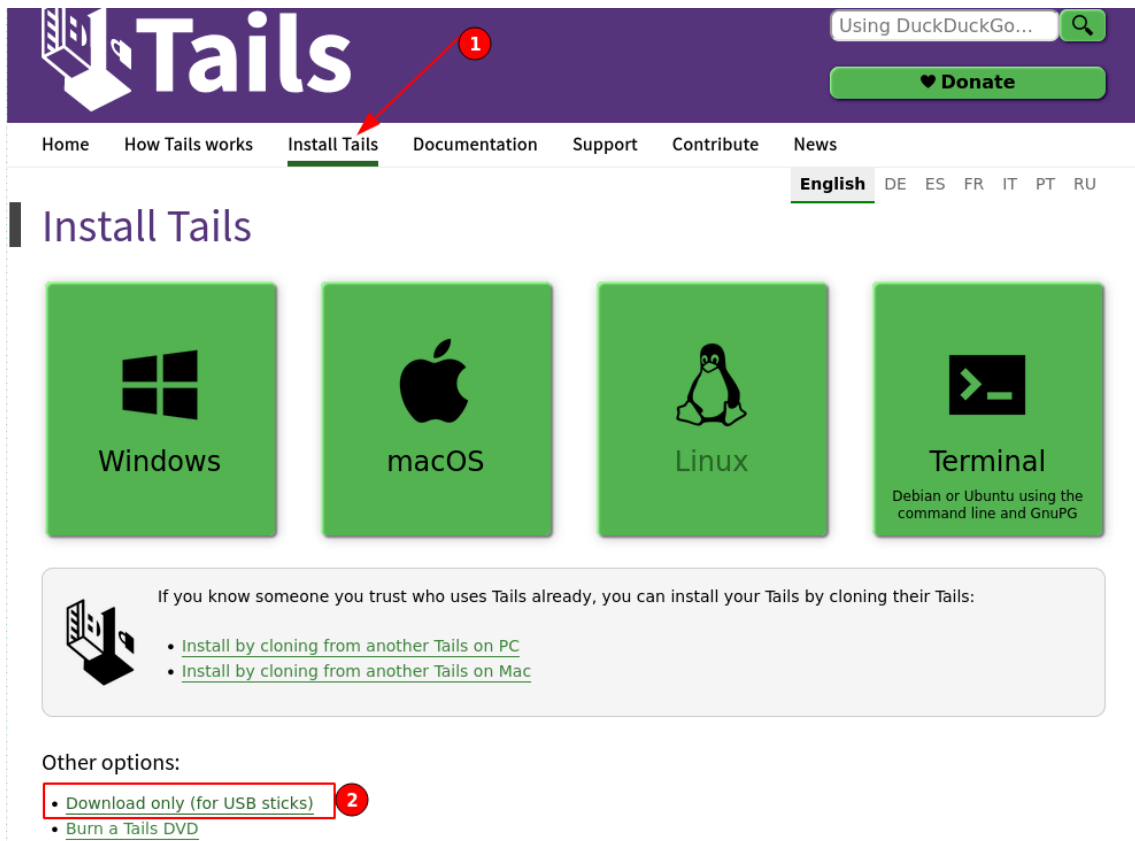 Tails
1
Using DuckDuckGo...
Donate
Home How Tails works Install Tails Documentation Support Contribute News
English DE ES FR IT PT RU
Install Tails
Windows
macOS
Linux
Terminal
Debian or Ubuntu using the
command line and GnuPG
If you know someone you trust who uses Tails already, you can install your Tails by cloning their Tails:
• Install by cloning from another Tails on PC
• Install by cloning from another Tails on Mac
Other options:
• Download only (for USB sticks)
2
• Burn a Tails DVD